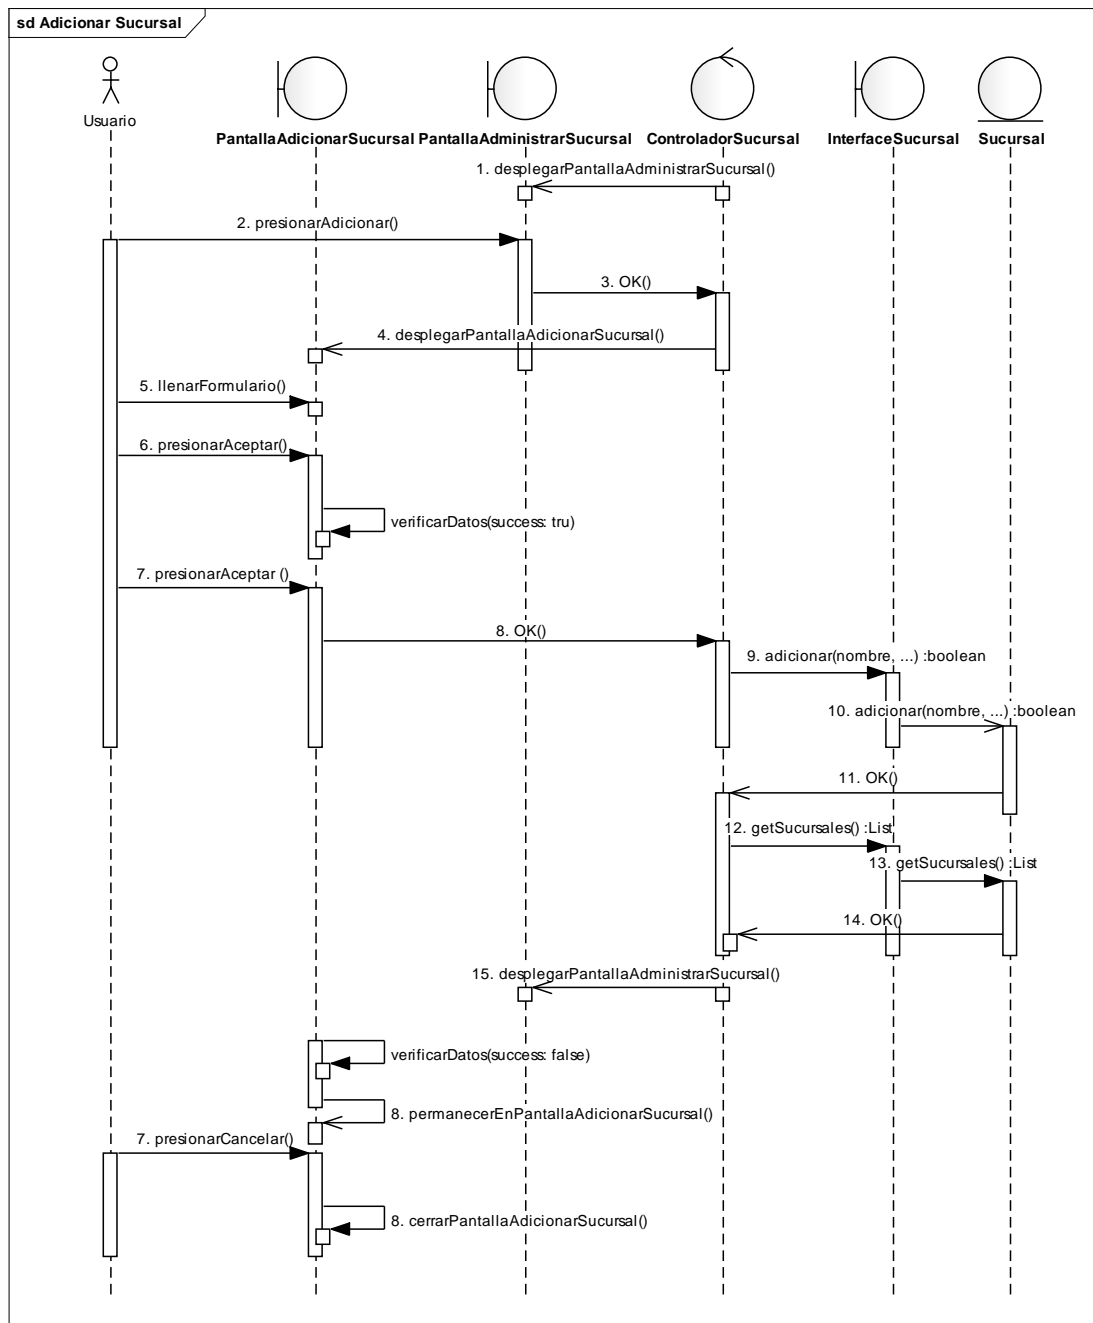 sd Adicionar Sucursal
Usuario
PantallaAdicionarSucursal
PantallaAdministrarSucursal
ControladorSucursal
InterfaceSucursal
Sucursal
1. desplegarPantallaAdministrarSucursal()
2. presionarAdicionar()
3. OK()
4. desplegarPantallaAdicionarSucursal()
5. llenarFormulario()
6. presionarAceptar()
verificarDatos(success: tru)
7. presionarAceptar ()
8. OK()
9. adicionar(nombre, ...) :boolean
10. adicionar(nombre, ...) :boolean
11. OK()
12. getSucursales() :List
13. getSucursales() :List
14. OK()
15. desplegarPantallaAdministrarSucursal()
verificarDatos(success: false)
8. permanecerEnPantallaAdicionarSucursal()
7. presionarCancelar()
8. cerrarPantallaAdicionarSucursal()